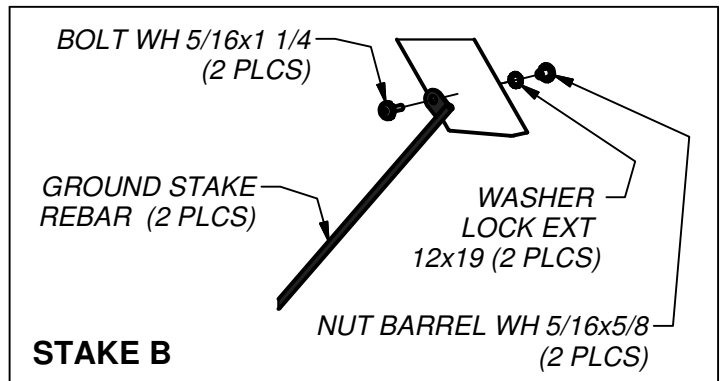 BOLT WH 5/16x1 1/4
(2 PLCS)
GROUND STAKE
REBAR (2 PLCS)
WASHER
LOCK EXT
12x19 (2 PLCS)
NUT BARREL WH 5/16x5/8
(2 PLCS)
STAKE B